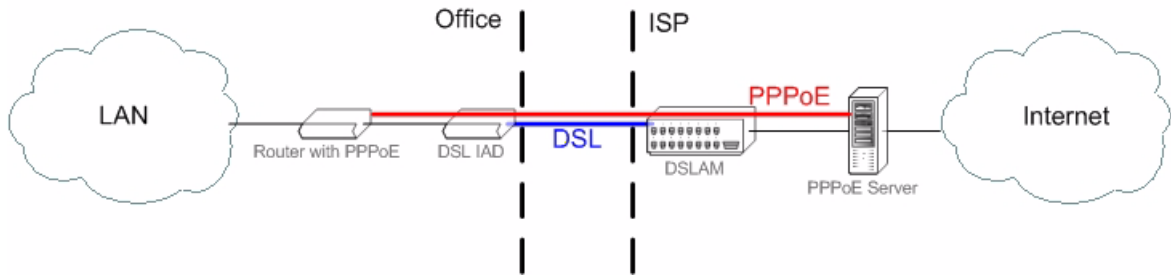 Office
ISP
LAN
PPPoE
Internet
Router with PPPoE
DSL IAD
DSL
DSLAM
PPPoE Server